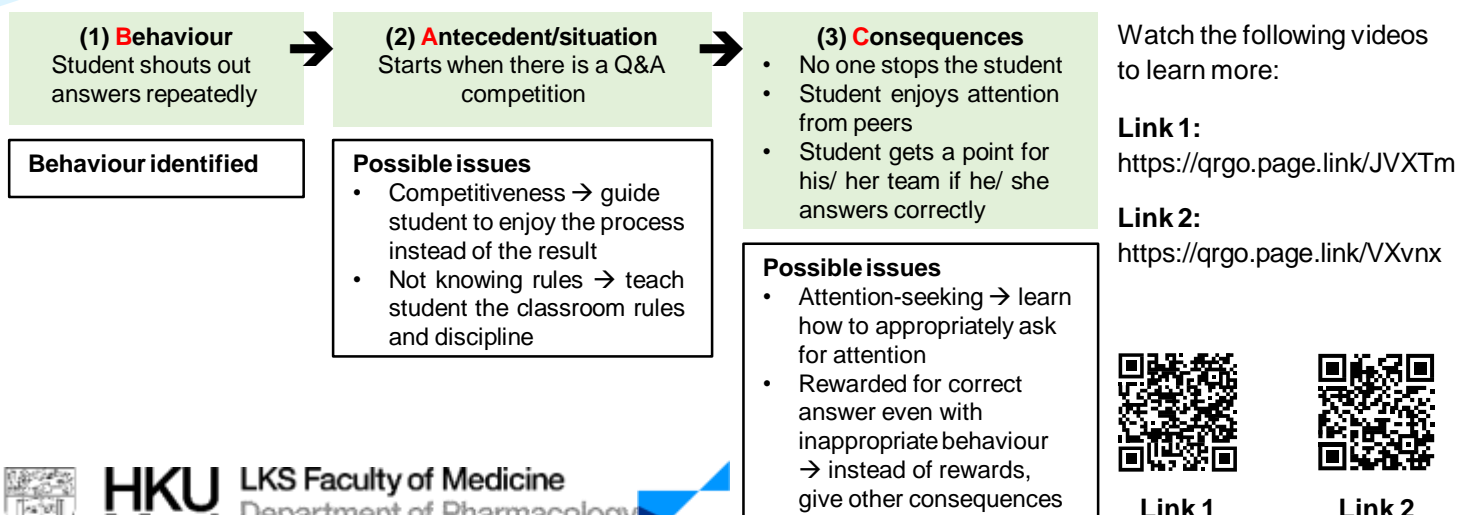 (1) Behaviour
Student shouts out
answers repeatedly
Behaviour identified
(2) Antecedent/situation
Starts when there is a Q&A
competition
Possible issues
• Competitiveness → guide
student to enjoy the process
instead of the result
• Not knowing rules → teach
student the classroom rules
and discipline
(3) Consequences
• No one stops the student
• Student enjoys attention
from peers
• Student gets a point for
his/ her team if he/ she
answers correctly
Possible issues
• Attention-seeking → learn
how to appropriately ask
for attention
• Rewarded for correct
answer even with
inappropriate behaviour
→ instead of rewards,
give other consequences
Watch the following videos
to learn more:
Link 1:
https://qrgo.page.link/JVXTm
Link 2:
https://qrgo.page.link/VXvnx
Link 1
Link 2
HKU
LKS Faculty of Medicine
Department of Pharmacology